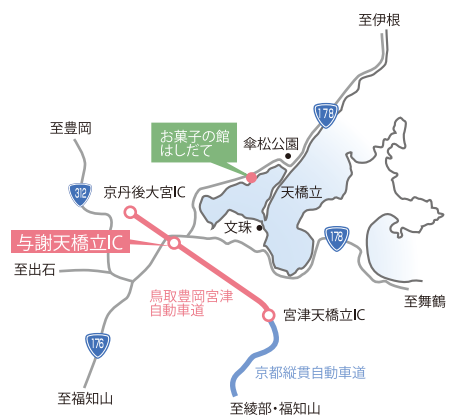 至伊根
178
お菓子の館
はしだて
傘松公園
至豊岡
312
京丹後大宮IC
天橋立
文珠
178
与謝天橋立IC
至出石
至舞鶴
鳥取豊岡宮津
自動車道
宮津天橋立IC
176
京都縦貫自動車道
至福知山
至綾部・福知山